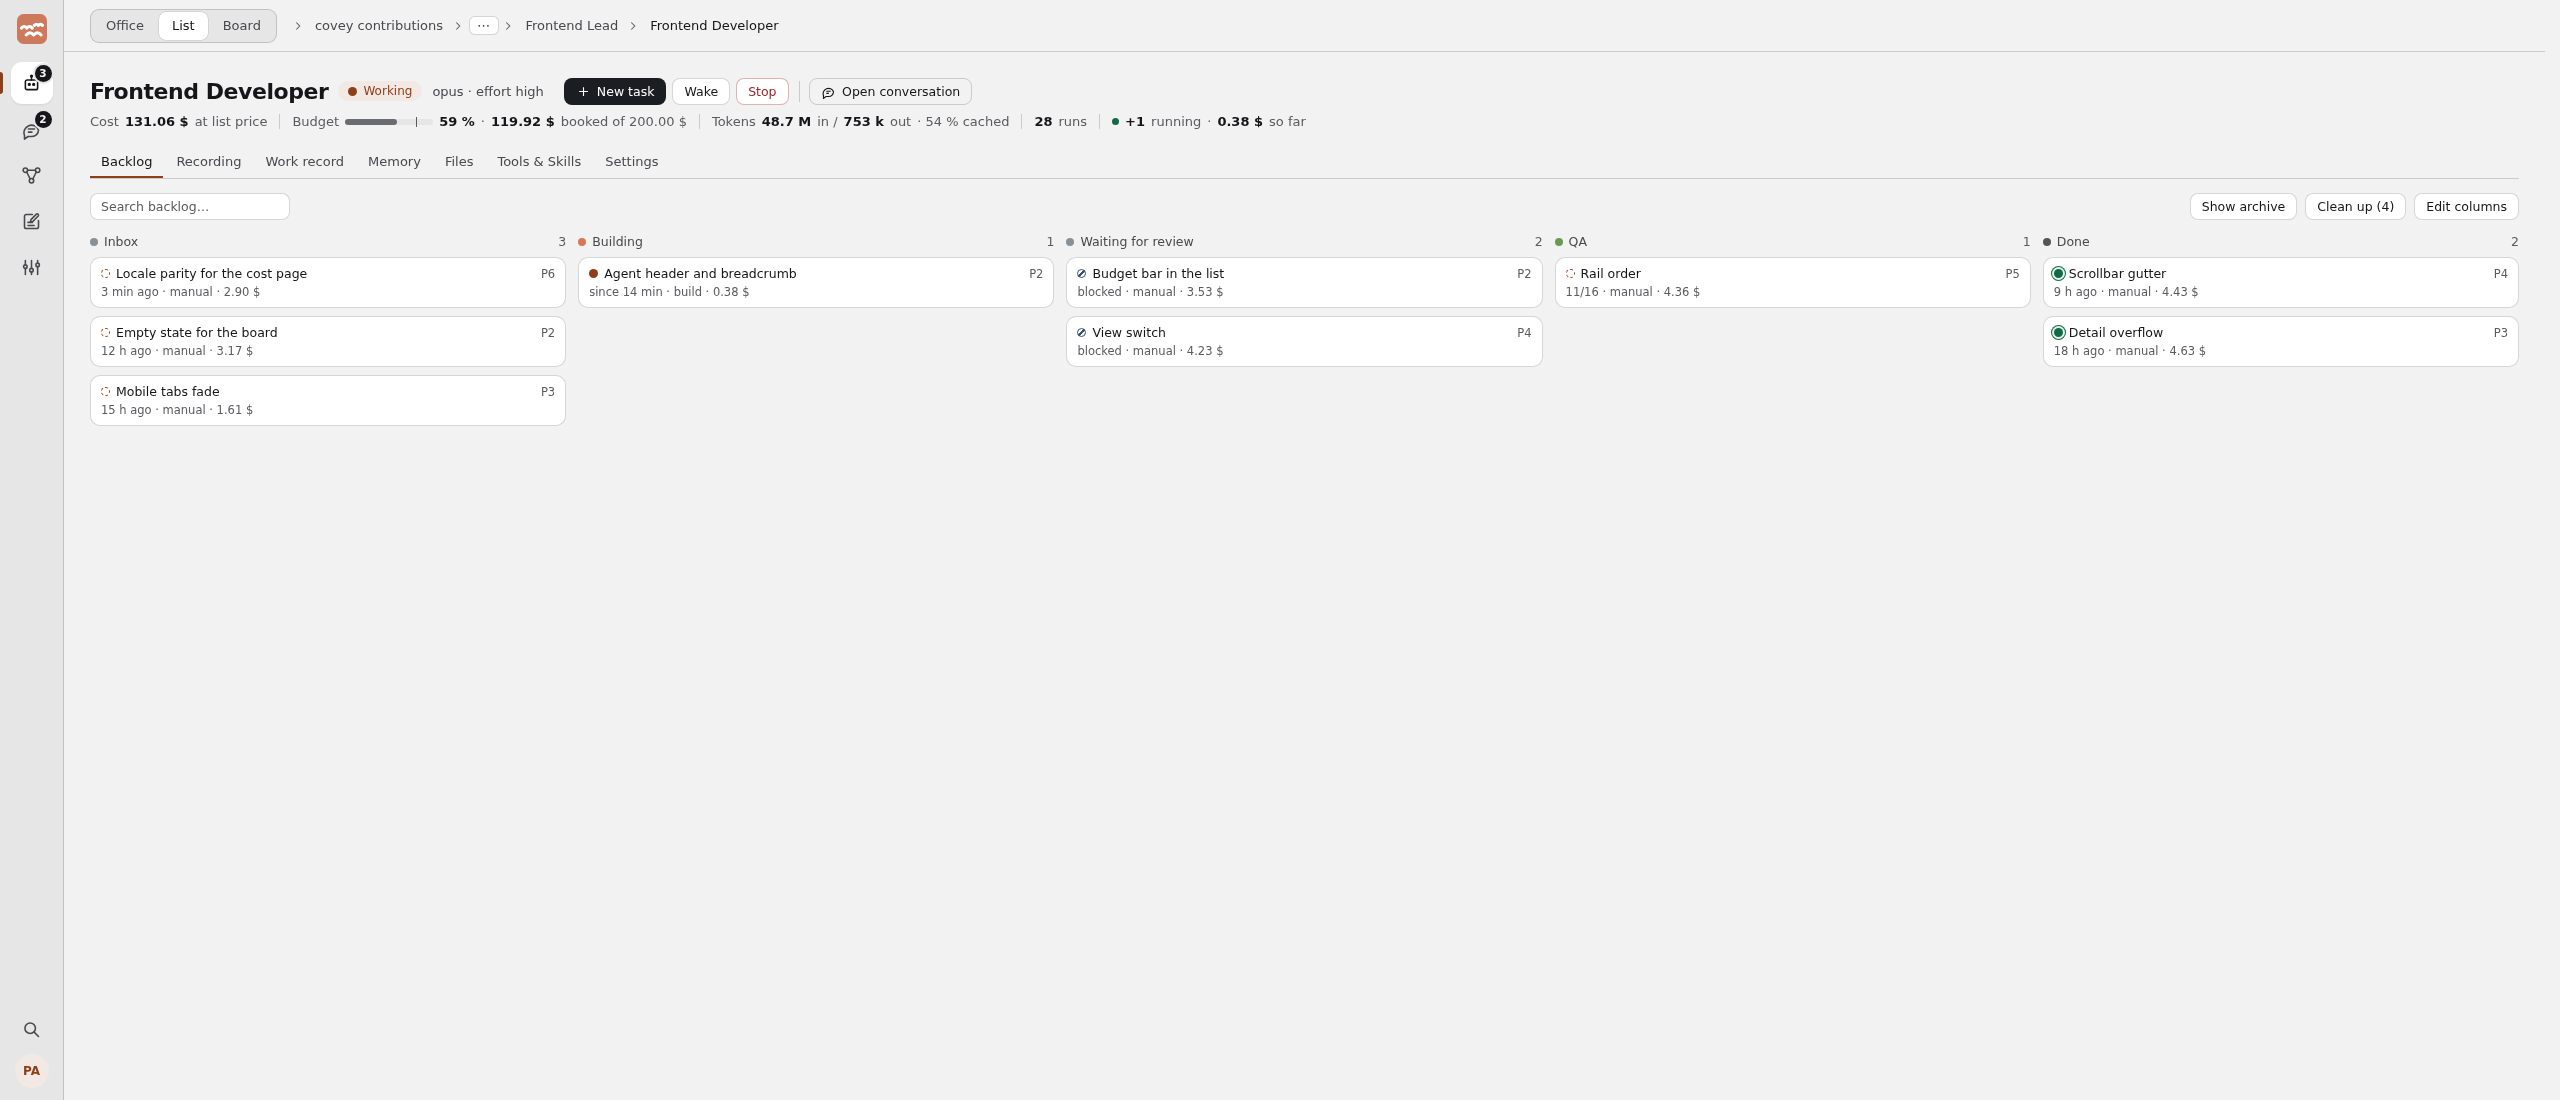 Office List Board covey contributions ··· Frontend Lead Frontend Developer
3
2
Frontend Developer Working opus · effort high + New task Wake Stop Open conversation
Cost 131.06 $ at list price Budget 59 % · 119.92 $ booked of 200.00 $ Tokens 48.7 M in / 753 k out · 54 % cached 28 runs +1 running · 0.38 $ so far
Backlog Recording Work record Memory Files Tools & Skills Settings
Search backlog... Show archive Clean up (4) Edit columns
Inbox 3
Locale parity for the cost page P6
3 min ago · manual · 2.90 $
Empty state for the board P2
12 h ago · manual · 3.17 $
Mobile tabs fade P3
15 h ago · manual · 1.61 $
Building 1
Agent header and breadcrumb P2
since 14 min · build · 0.38 $
Waiting for review 2
Budget bar in the list P2
blocked · manual · 3.53 $
View switch P4
blocked · manual · 4.23 $
QA 1
Rail order P5
11/16 · manual · 4.36 $
Done 2
Scrollbar gutter P4
9 h ago · manual · 4.43 $
Detail overflow P3
18 h ago · manual · 4.63 $
PA